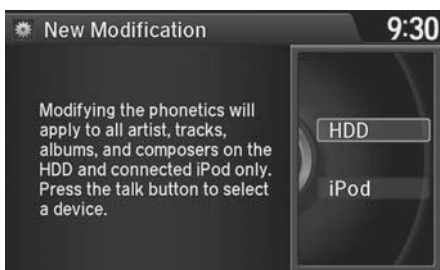 New Modification
9:30
Modifying the phonetics will
apply to all artist, tracks,
albums, and composers on the
HDD and connected iPod only.
Press the talk button to select
a device.
HDD
iPod